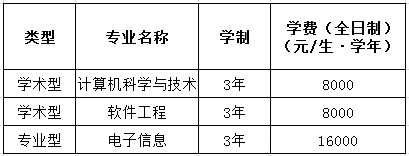 类型 专业名称 学制 学费（全日制）
（元/生·学年）
学术型 计算机科学与技术 3年 8000
学术型 软件工程 3年 8000
专业型 电子信息 3年 16000